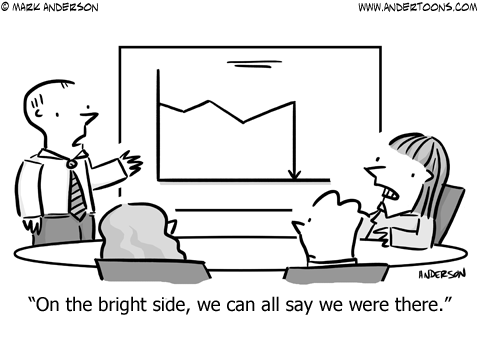 © MARK ANDERSON
WWW.ANDERTOONS.COM
ANDERSON
“On the bright side, we can all say we were there.”